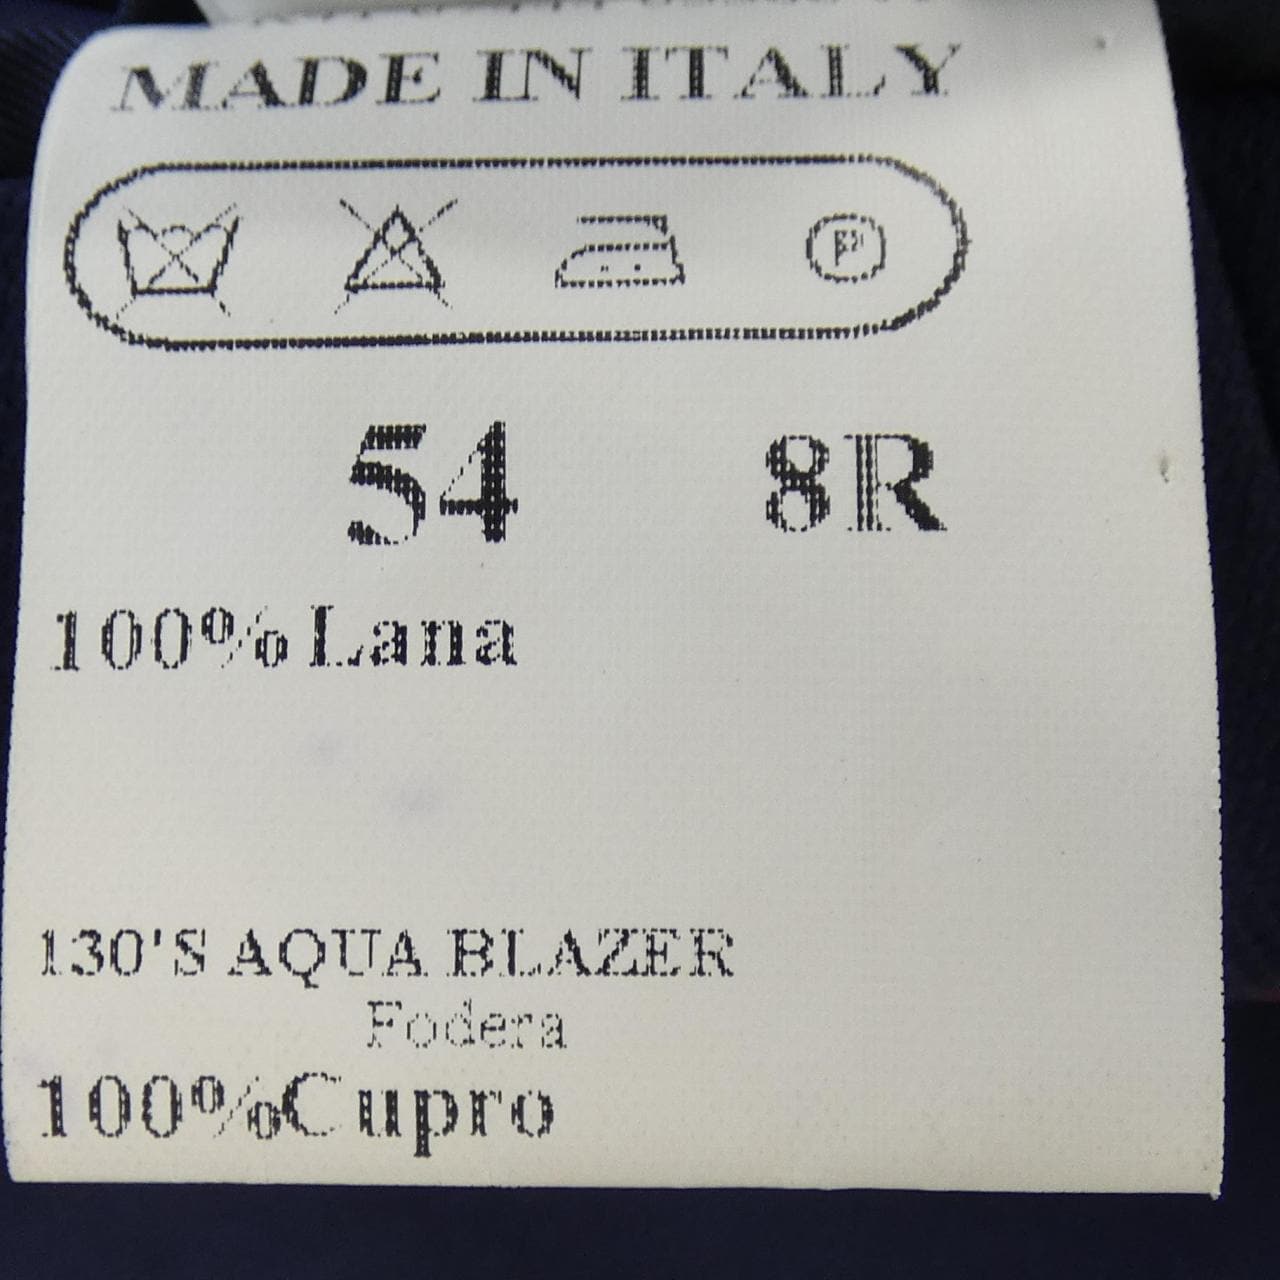 MADE IN ITALY
P
54 8R
100% Lana
130'S AQUA BLAZER
Fodera
100%Cupro